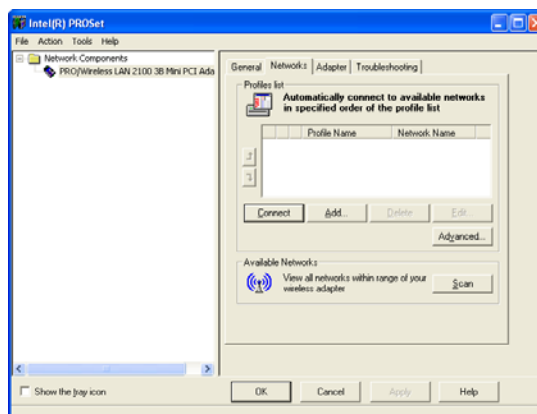 Intel(R) PROSet
File Action Tools Help
Network Components
PRO/Wireless LAN 2100 3B Mini PCI Ada
General Networks Adapter Troubleshooting
Profiles list
Automatically connect to available networks
in specified order of the profile list
Profile Name Network Name
Connect Add... Delete Edit...
Advanced...
Available Networks
View all networks within range of your
wireless adapter
Scan
Show the tray icon
OK Cancel Apply Help